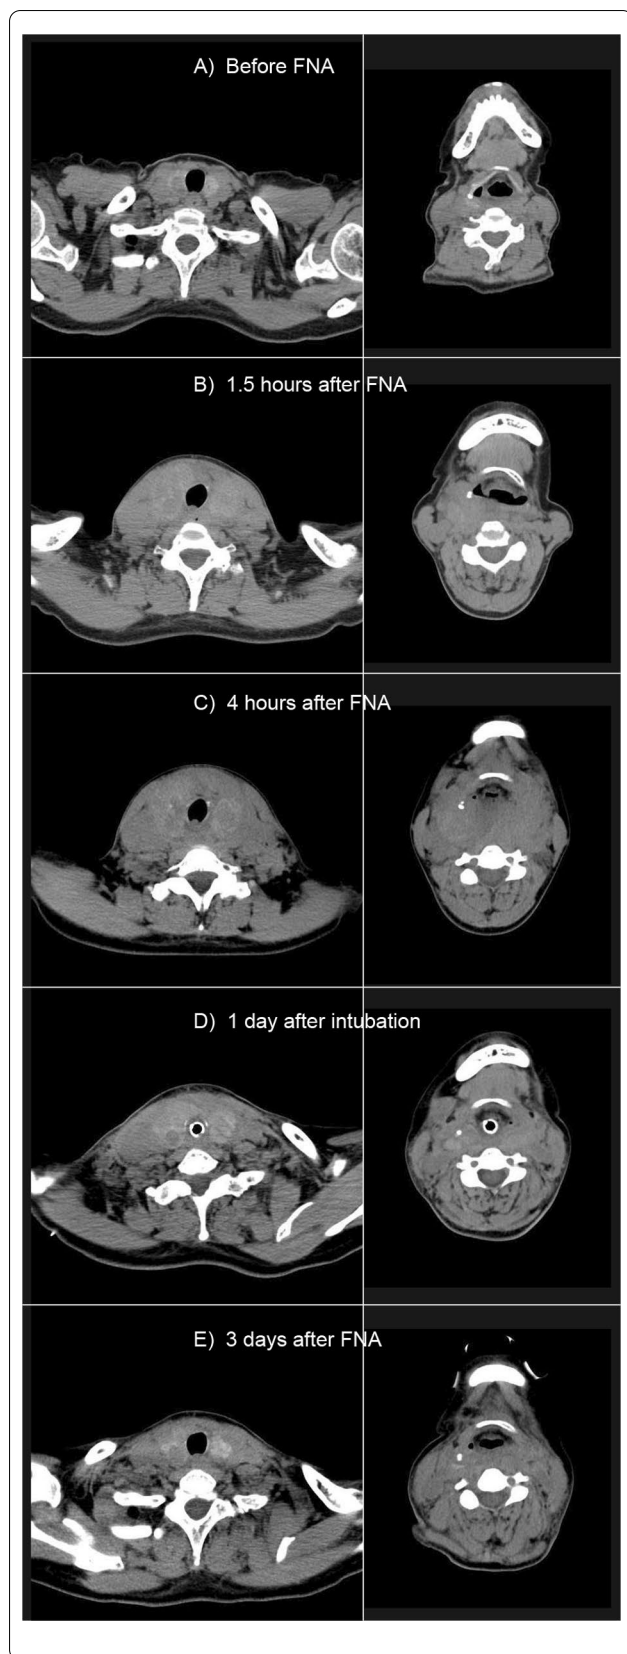 A) Before FNA
B) 1.5 hours after FNA
C) 4 hours after FNA
D) 1 day after intubation
E) 3 days after FNA